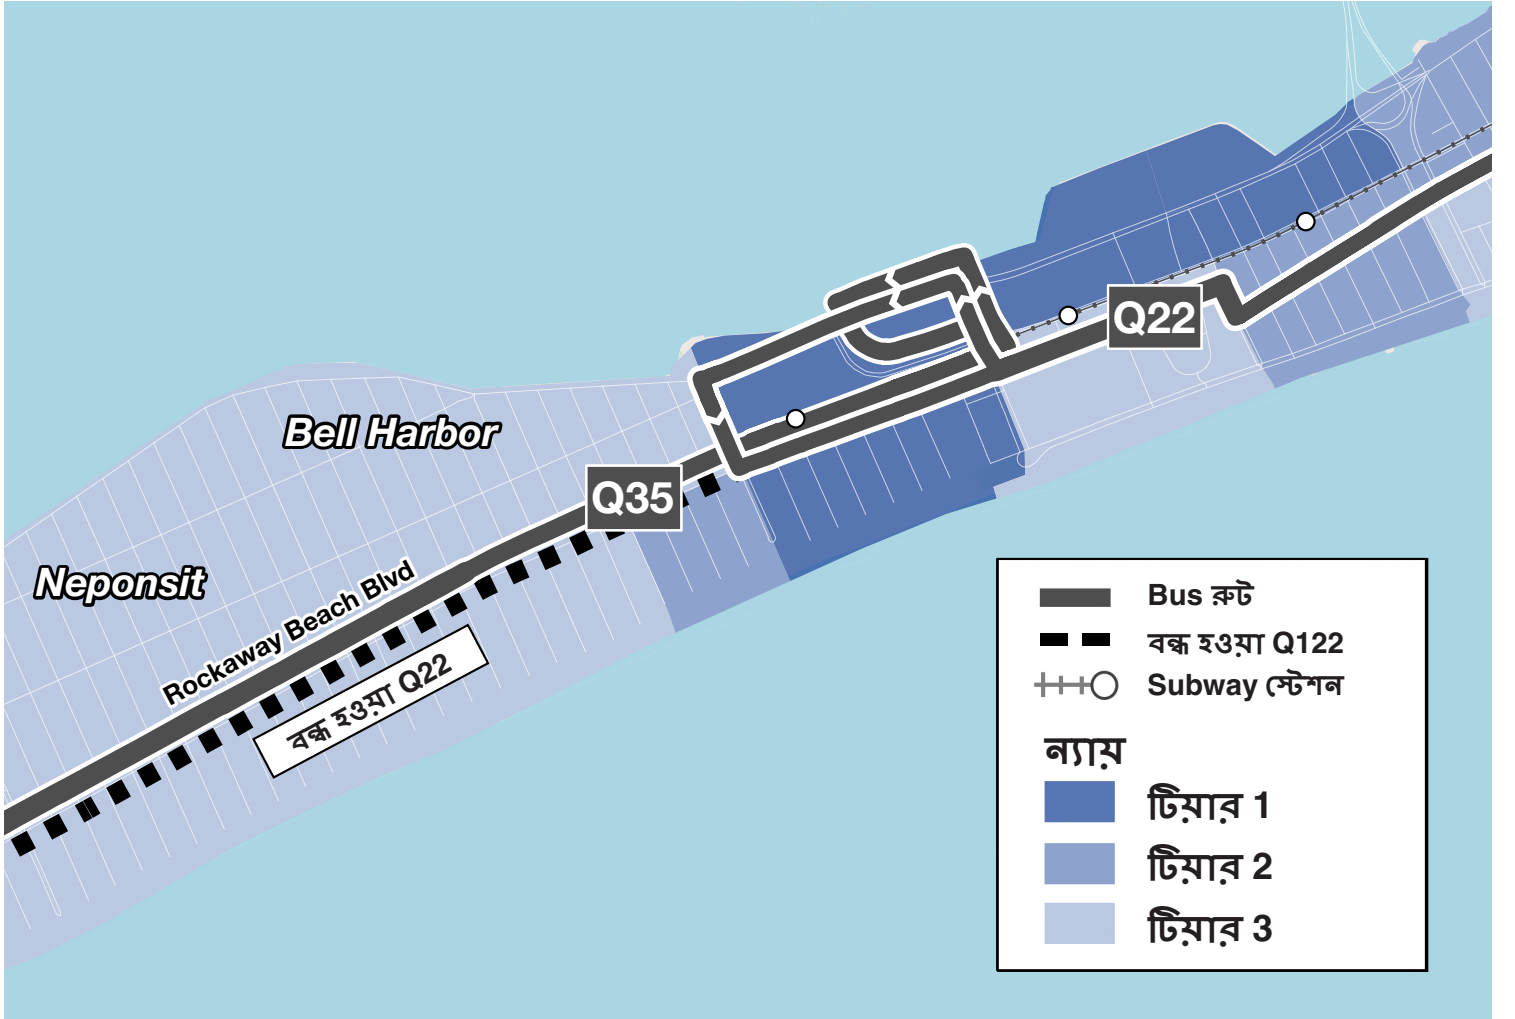 Q22
Bell Harbor
Q35
Neponsit
Rockaway Beach Blvd
বন্ধ হওয়া Q22
Bus রুট
বন্ধ হওয়া Q122
Subway স্টেশন
ন্যায়
টিয়ার 1
টিয়ার 2
টিয়ার 3